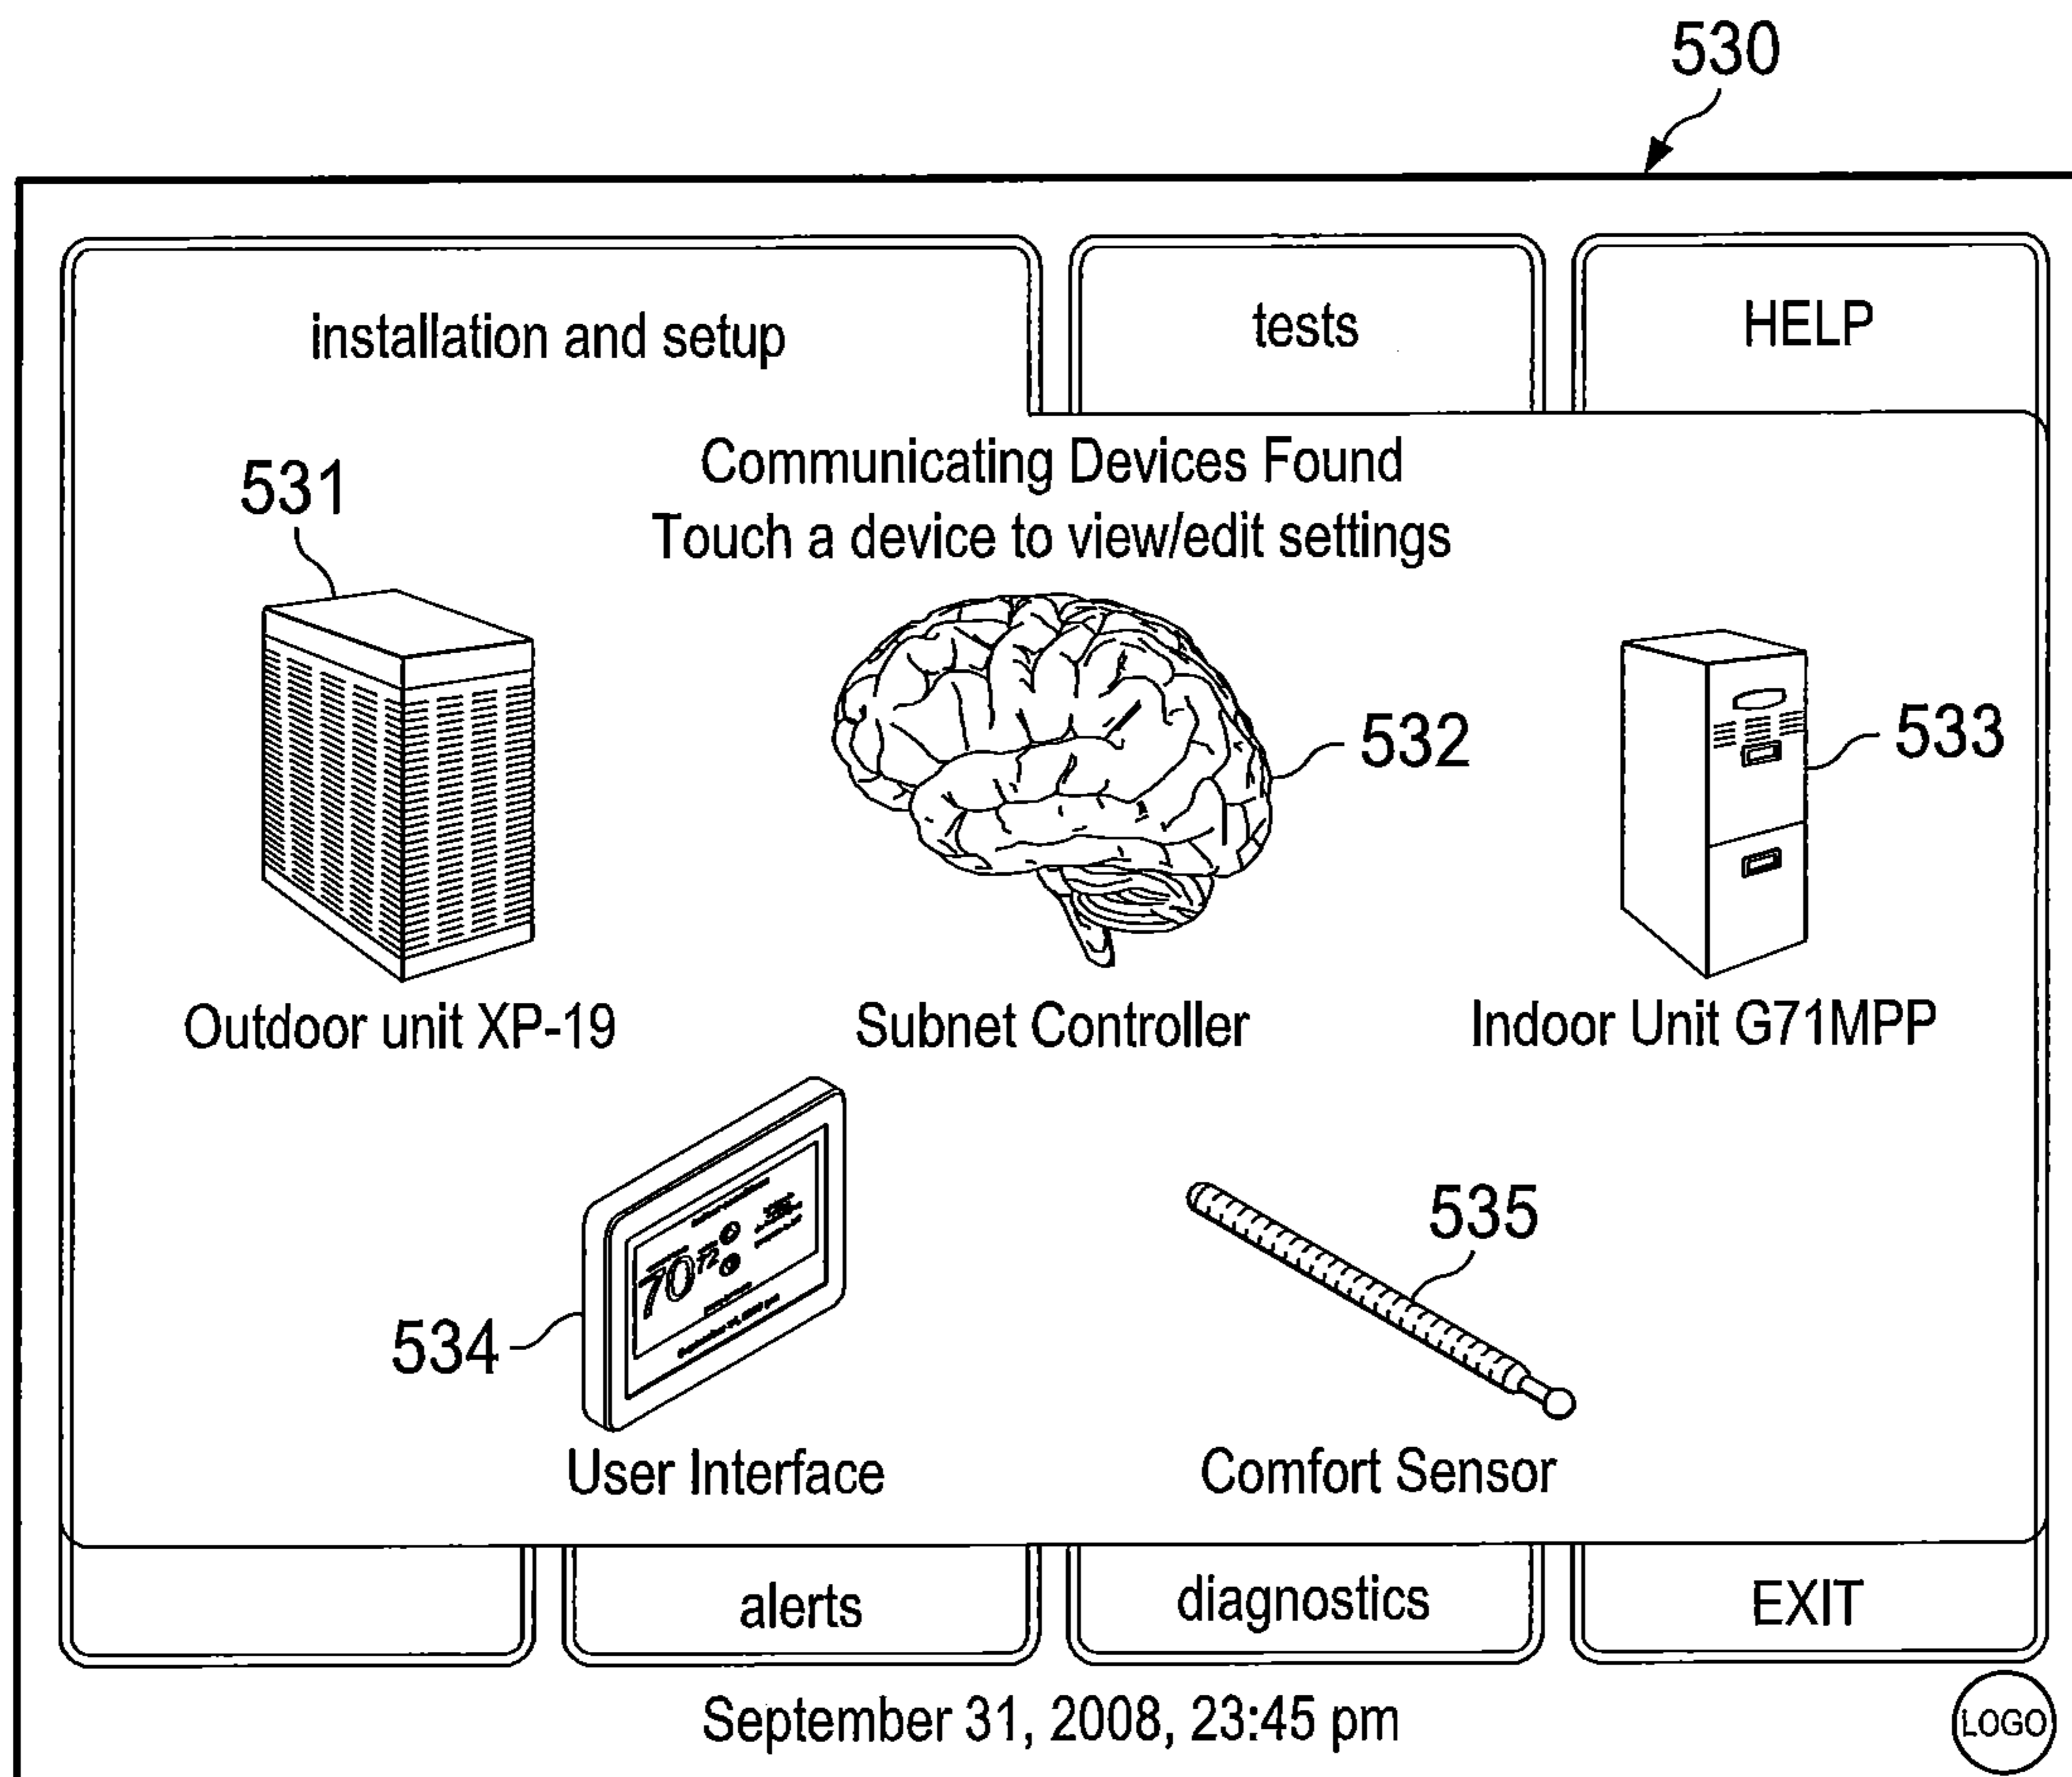 530
installation and setup
tests
HELP
Communicating Devices Found
Touch a device to view/edit settings
531
532
533
Outdoor unit XP-19
Subnet Controller
Indoor Unit G71MPP
70 72
534
535
User Interface
Comfort Sensor
alerts
diagnostics
EXIT
September 31, 2008, 23:45 pm
LOGO